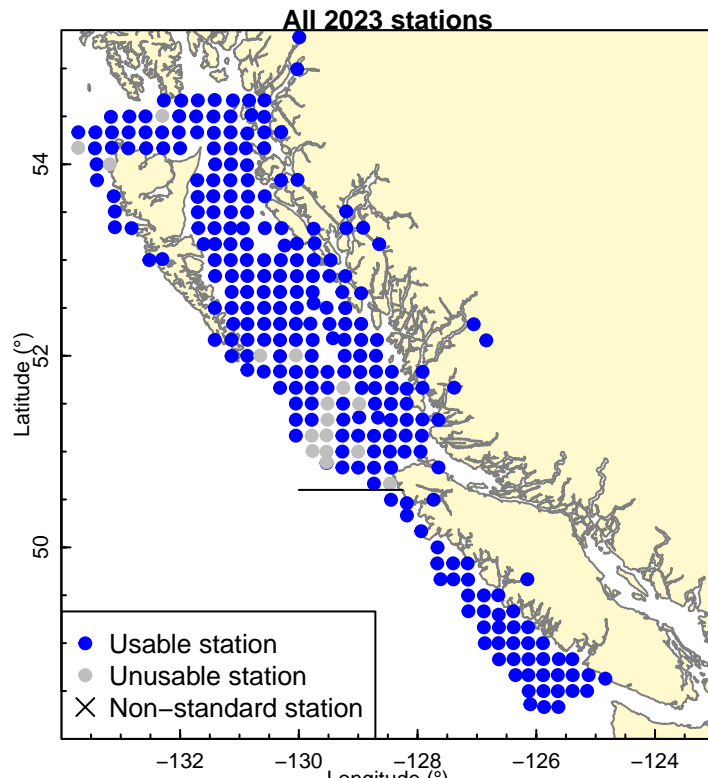 All 2023 stations
Latitude (°)
54
52
50
Usable station
Unusable station
Non−standard station
−132
−130
−128
−126
−124
Longitude (°)